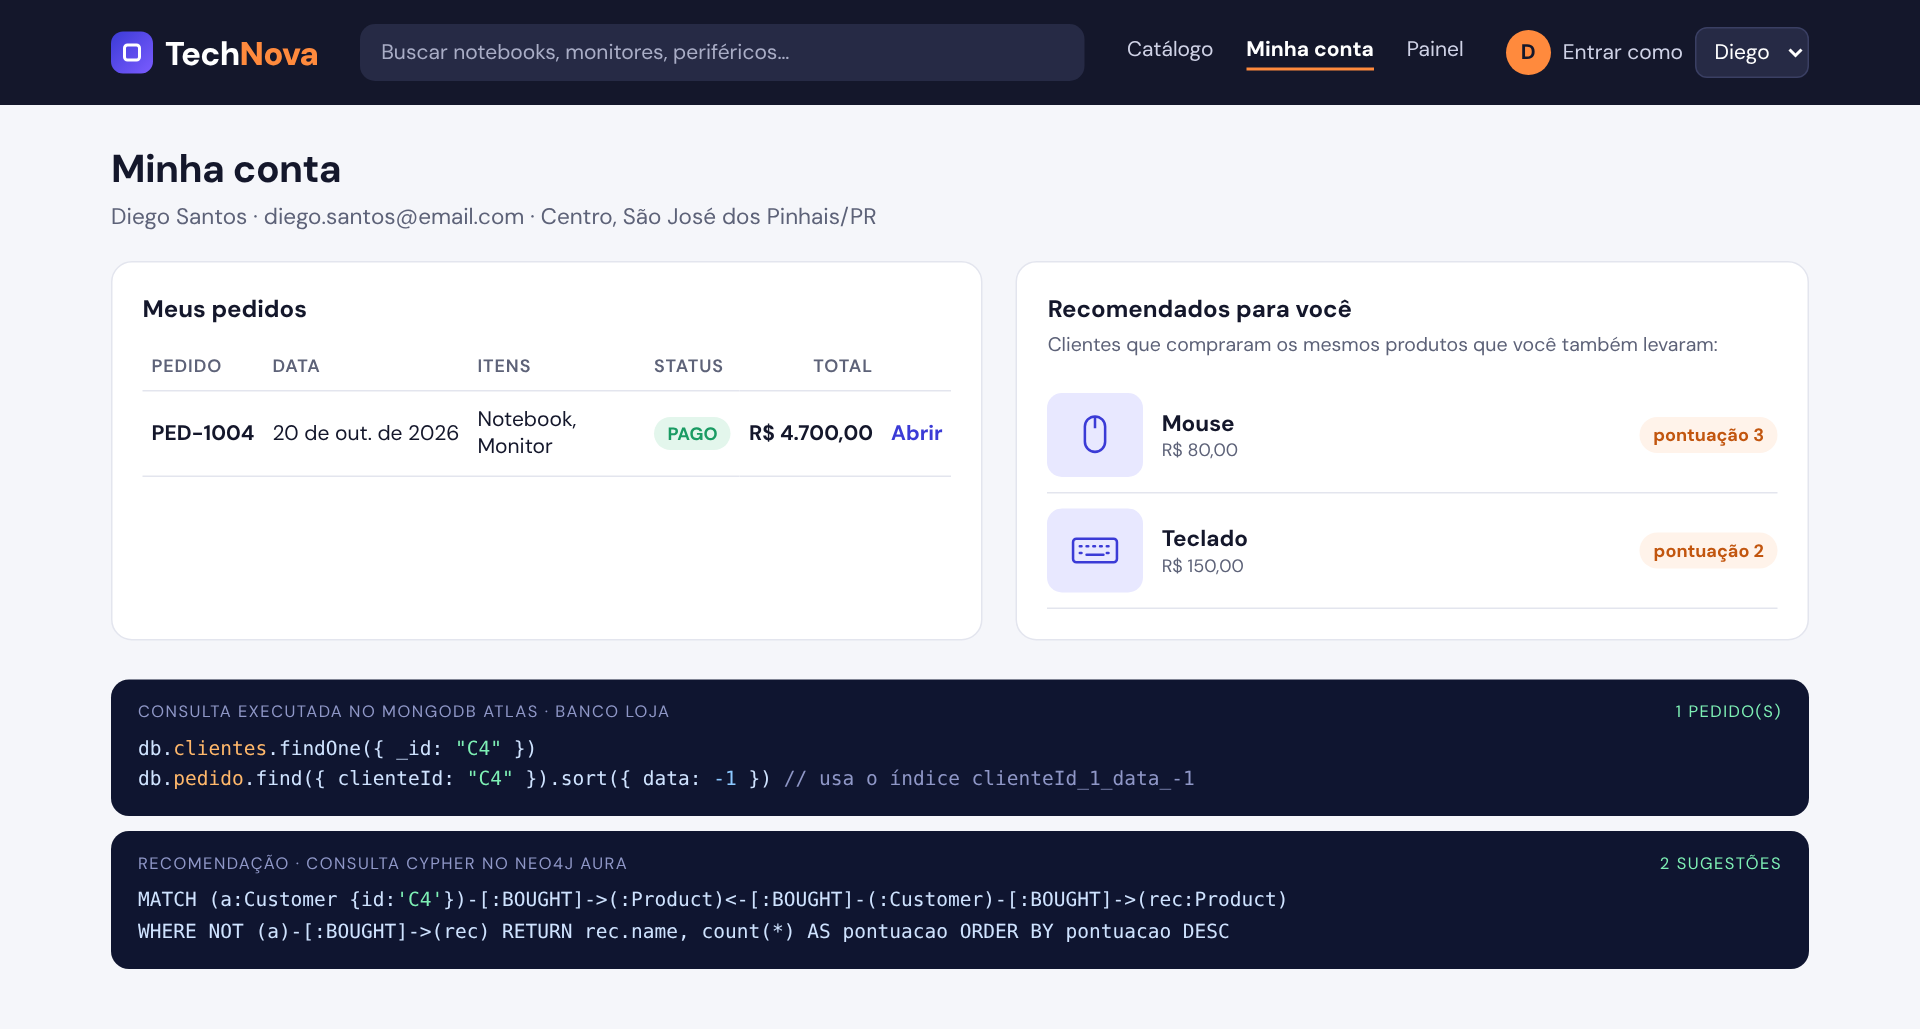 TechNova
Buscar notebooks, monitores, periféricos...
Catálogo
Minha conta
Painel
D
Entrar como
Diego
Minha conta
Diego Santos · diego.santos@email.com · Centro, São José dos Pinhais/PR
Meus pedidos
PEDIDO DATA ITENS STATUS TOTAL
PED-1004 20 de out. de 2026 Notebook, Monitor PAGO R$ 4.700,00 Abrir
Recomendados para você
Clientes que compraram os mesmos produtos que você também levaram:
Mouse
R$ 80,00
pontuação 3
Teclado
R$ 150,00
pontuação 2
CONSULTA EXECUTADA NO MONGODB ATLAS · BANCO LOJA
1 PEDIDO(S)
db.clientes.findOne({ _id: "C4" })
db.pedido.find({ clienteId: "C4" }).sort({ data: -1 }) // usa o índice clienteId_1_data_-1
RECOMENDAÇÃO · CONSULTA CYPHER NO NEO4J AURA
2 SUGESTÕES
MATCH (a:Customer {id:'C4'})-[:BOUGHT]->(:Product)<-[:BOUGHT]-(:Customer)-[:BOUGHT]->(rec:Product)
WHERE NOT (a)-[:BOUGHT]->(rec) RETURN rec.name, count(*) AS pontuacao ORDER BY pontuacao DESC